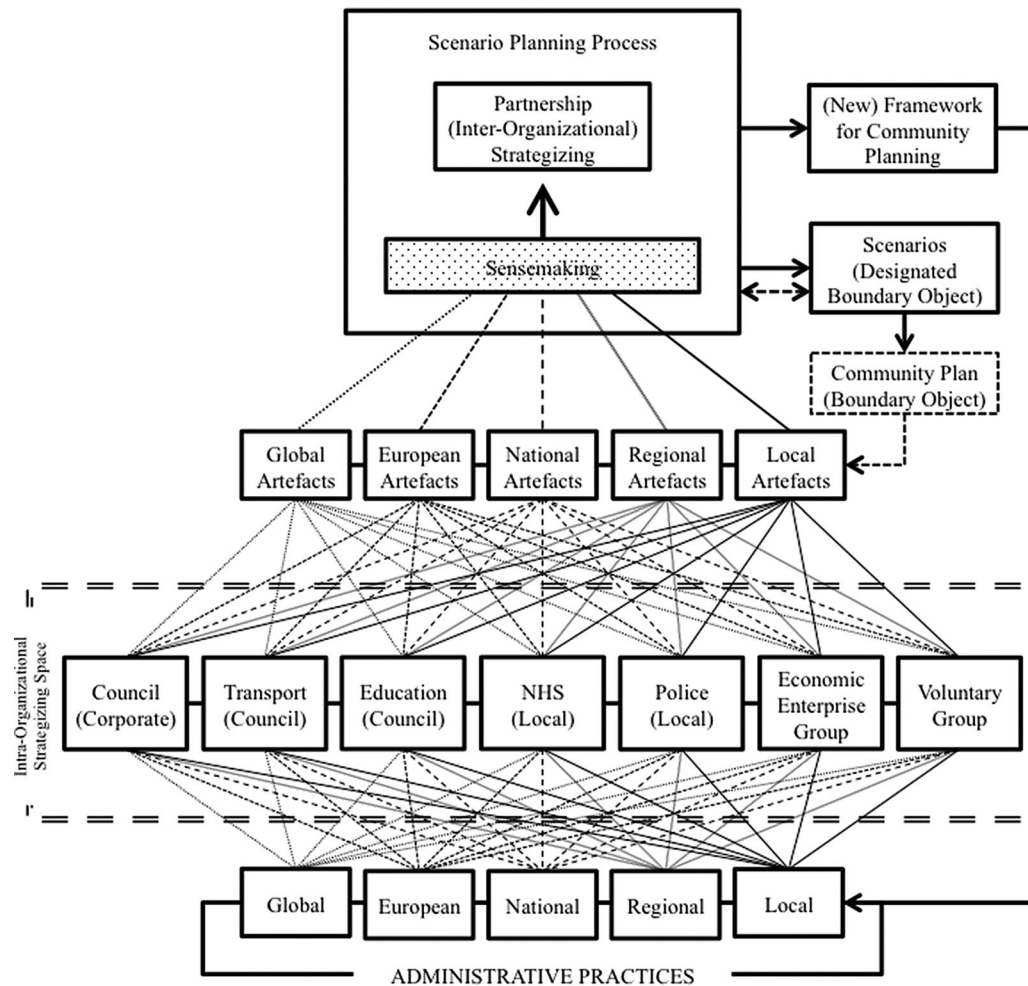 Scenario Planning Process
Partnership
(Inter-Organizational)
Strategizing
(New) Framework
for Community
Planning
Sensemaking
Scenarios
(Designated
Boundary Object)
Community Plan
(Boundary Object)
Global
Artefacts
European
Artefacts
National
Artefacts
Regional
Artefacts
Local
Artefacts
Intra-Organizational
Strategizing Space
Council
(Corporate)
Transport
(Council)
Education
(Council)
NHS
(Local)
Police
(Local)
Economic
Enterprise
Group
Voluntary
Group
Global
European
National
Regional
Local
ADMINISTRATIVE PRACTICES